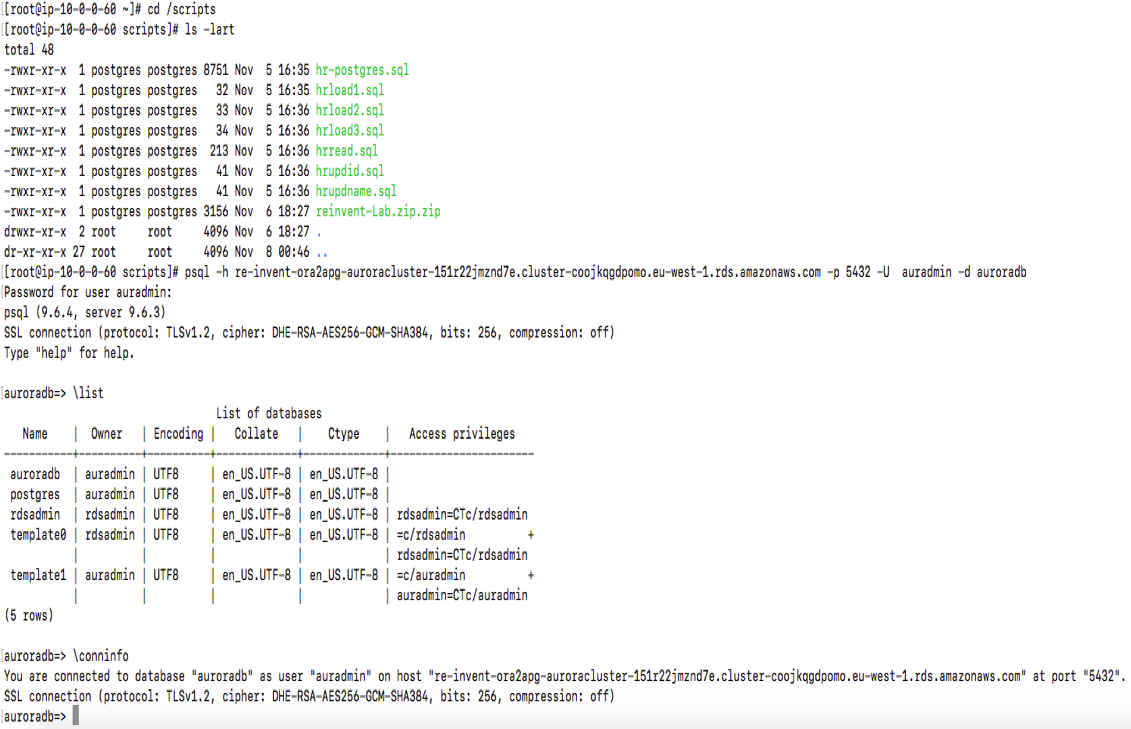 [root@ip-10-0-0-60 ~]# cd /scripts
[root@ip-10-0-0-60 scripts]# ls -lart
total 48
-rwxr-xr-x  1 postgres postgres 8751 Nov  5 16:35 hr-postgres.sql
-rwxr-xr-x  1 postgres postgres   32 Nov  5 16:35 hrload1.sql
-rwxr-xr-x  1 postgres postgres   33 Nov  5 16:36 hrload2.sql
-rwxr-xr-x  1 postgres postgres   34 Nov  5 16:36 hrload3.sql
-rwxr-xr-x  1 postgres postgres  213 Nov  5 16:36 hrread.sql
-rwxr-xr-x  1 postgres postgres   41 Nov  5 16:36 hrupdid.sql
-rwxr-xr-x  1 postgres postgres   41 Nov  5 16:36 hrupdname.sql
-rwxr-xr-x  1 postgres postgres 3156 Nov  6 18:27 reinvent-Lab.zip.zip
drwxr-xr-x  2 root     root     4096 Nov  6 18:27 .
dr-xr-xr-x 27 root     root     4096 Nov  8 00:46 ..
[root@ip-10-0-0-60 scripts]# psql -h re-invent-ora2apg-auroracluster-151r22jmznd7e.cluster-coojkqgdpomo.eu-west-1.rds.amazonaws.com -p 5432 -U  auradmin -d auroradb
Password for user auradmin:
psql (9.6.4, server 9.6.3)
SSL connection (protocol: TLSv1.2, cipher: DHE-RSA-AES256-GCM-SHA384, bits: 256, compression: off)
Type "help" for help.
auroradb=> \list
List of databases
Name | Owner | Encoding | Collate | Ctype | Access privileges
-----------+----------+----------+-------------+-------------+-----------------------
auroradb | auradmin | UTF8 | en_US.UTF-8 | en_US.UTF-8 |
postgres | auradmin | UTF8 | en_US.UTF-8 | en_US.UTF-8 |
rdsadmin | rdsadmin | UTF8 | en_US.UTF-8 | en_US.UTF-8 | rdsadmin=CTc/rdsadmin
template0 | rdsadmin | UTF8 | en_US.UTF-8 | en_US.UTF-8 | =c/rdsadmin +
| | | | | rdsadmin=CTc/rdsadmin
template1 | auradmin | UTF8 | en_US.UTF-8 | en_US.UTF-8 | =c/auradmin +
| | | | | auradmin=CTc/auradmin
(5 rows)
auroradb=> \conninfo
You are connected to database "auroradb" as user "auradmin" on host "re-invent-ora2apg-auroracluster-151r22jmznd7e.cluster-coojkqgdpomo.eu-west-1.rds.amazonaws.com" at port "5432".
SSL connection (protocol: TLSv1.2, cipher: DHE-RSA-AES256-GCM-SHA384, bits: 256, compression: off)
auroradb=>